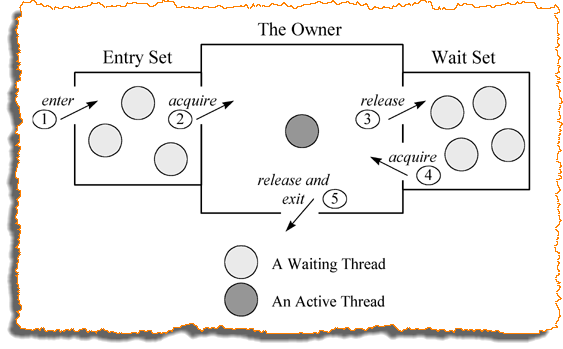 The Owner
Entry Set
Wait Set
enter
1
acquire
2
release
3
acquire
4
release and
exit
5
A Waiting Thread
An Active Thread